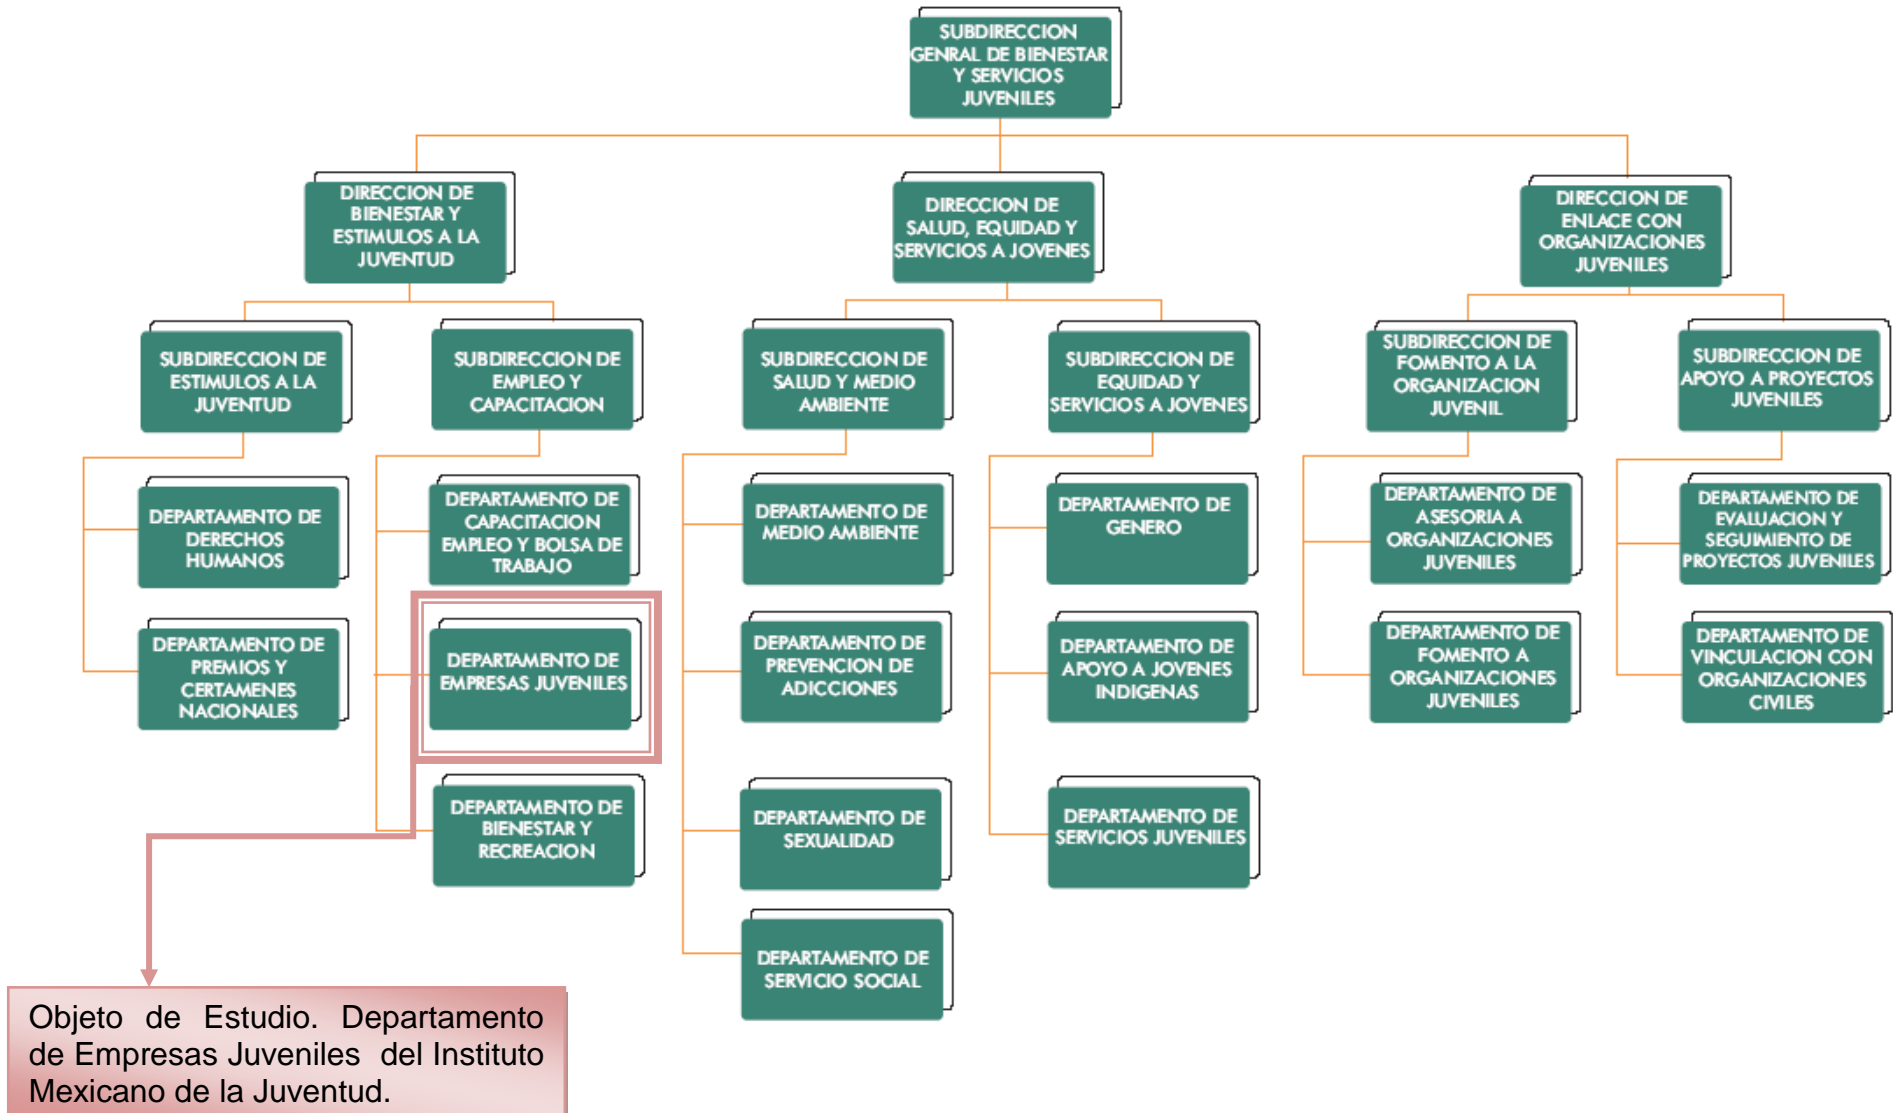 SUBDIRECCION
GENRAL DE BIENESTAR
Y SERVICIOS
JUVENILES
DIRECCION DE
BIENESTAR Y
ESTIMULOS A LA
JUVENTUD
DIRECCION DE
SALUD, EQUIDAD Y
SERVICIOS A JOVENES
DIRECCION DE
ENLACE CON
ORGANIZACIONES
JUVENILES
SUBDIRECCION DE
ESTIMULOS A LA
JUVENTUD
SUBDIRECCION DE
EMPLEO Y
CAPACITACION
SUBDIRECCION DE
SALUD Y MEDIO
AMBIENTE
SUBDIRECCION DE
EQUIDAD Y
SERVICIOS A JOVENES
SUBDIRECCION DE
FOMENTO A LA
ORGANIZACION
JUVENIL
SUBDIRECCION DE
APOYO A PROYECTOS
JUVENILES
DEPARTAMENTO DE
DERECHOS
HUMANOS
DEPARTAMENTO DE
CAPACITACION
EMPLEO Y BOLSA DE
TRABAJO
DEPARTAMENTO DE
MEDIO AMBIENTE
DEPARTAMENTO DE
GENERO
DEPARTAMENTO DE
ASESORIA A
ORGANIZACIONES
JUVENILES
DEPARTAMENTO DE
EVALUACION Y
SEGUIMIENTO DE
PROYECTOS JUVENILES
DEPARTAMENTO DE
PREMIOS Y
CERTAMENES
NACIONALES
DEPARTAMENTO DE
EMPRESAS JUVENILES
DEPARTAMENTO DE
PREVENCION DE
ADICCIONES
DEPARTAMENTO DE
APOYO A JOVENES
INDIGENAS
DEPARTAMENTO DE
FOMENTO A
ORGANIZACIONES
JUVENILES
DEPARTAMENTO DE
VINCULACION CON
ORGANIZACIONES
CIVILES
DEPARTAMENTO DE
BIENESTAR Y
RECREACION
DEPARTAMENTO DE
SEXUALIDAD
DEPARTAMENTO DE
SERVICIOS JUVENILES
DEPARTAMENTO DE
SERVICIO SOCIAL
Objeto de Estudio. Departamento
de Empresas Juveniles del Instituto
Mexicano de la Juventud.